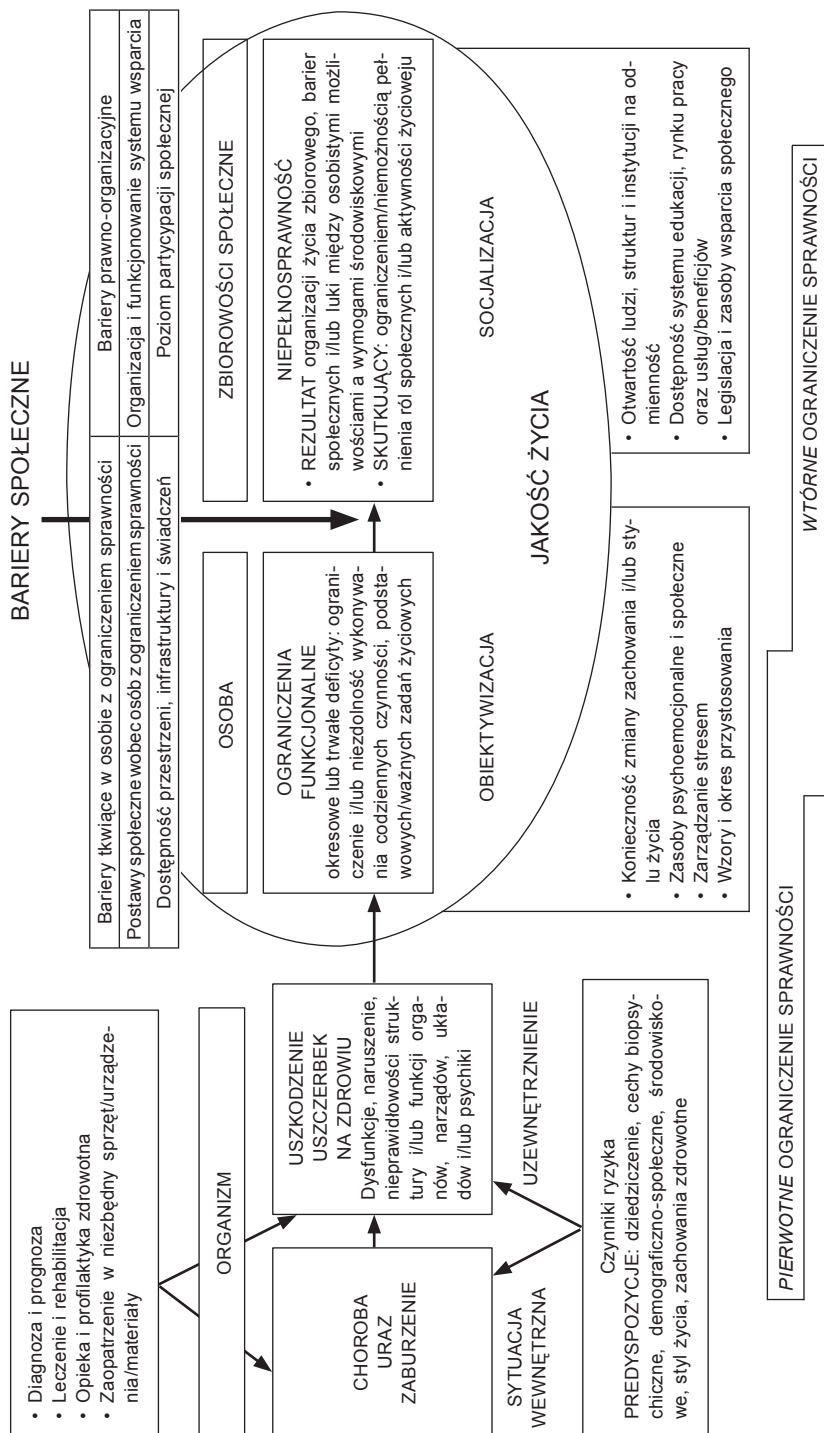 BARIERY SPOŁECZNE
Bariery tkwiące w osobie z ograniczeniem sprawności
Bariery prawno-organizacyjne
Postawy społeczne wobec osób z ograniczeniem sprawności
Organizacja i funkcjonowanie systemu wsparcia
Dostępność przestrzeni, infrastruktury i świadczeń
Poziom partycypacji społecznej
• Diagnoza i prognoza
• Leczenie i rehabilitacja
• Opieka i profilaktyka zdrowotna
• Zaopatrzenie w niezbędny sprzęt/urządze-
nia/materiały
ORGANIZM
OSOBA
ZBIOROWOŚCI SPOŁECZNE
CHOROBA
URAZ
ZABURZENIE
USZKODZENIE
USZCZERBEK
NA ZDROWIU
Dysfunkcje, naruszenie,
nieprawidłowości struk-
tury i/lub funkcji orga-
nów, narządów, ukła-
dów i/lub psychiki
OGRANICZENIA
FUNKCJONALNE
okresowe lub trwałe deficyty: ograni-
czenie i/lub niezdolność wykonywa-
nia codziennych czynności, podsta-
wowych/ważnych zadań życiowych
NIEPEŁNOSPRAWNOŚĆ
• REZULTAT organizacji życia zbiorowego, barier
społecznych i/lub luki między osobistymi możli-
wościami a wymogami środowiskowymi
• SKUTKUJĄCY: ograniczeniem/niemożnością peł-
nienia ról społecznych i/lub aktywności życioweju
SYTUACJA
WEWNĘTRZNA
UZEWNĘTRZNIENIE
OBIEKTYWIZACJA
SOCJALIZACJA
JAKOŚĆ ŻYCIA
Czynniki ryzyka
PREDYSPOZYCJE: dziedziczenie, cechy biopsy-
chiczne, demograficzno-społeczne, środowisko-
we, styl życia, zachowania zdrowotne
• Konieczność zmiany zachowania i/lub sty-
lu życia
• Zasoby psychoemocjonalne i społeczne
• Zarządzanie stresem
• Wzory i okres przystosowania
• Otwartość ludzi, struktur i instytucji na od-
mienność
• Dostępność systemu edukacji, rynku pracy
oraz usług/beneficjów
• Legislacja i zasoby wsparcia społecznego
PIERWOTNE OGRANICZENIE SPRAWNOŚCI
WTÓRNE OGRANICZENIE SPRAWNOŚCI